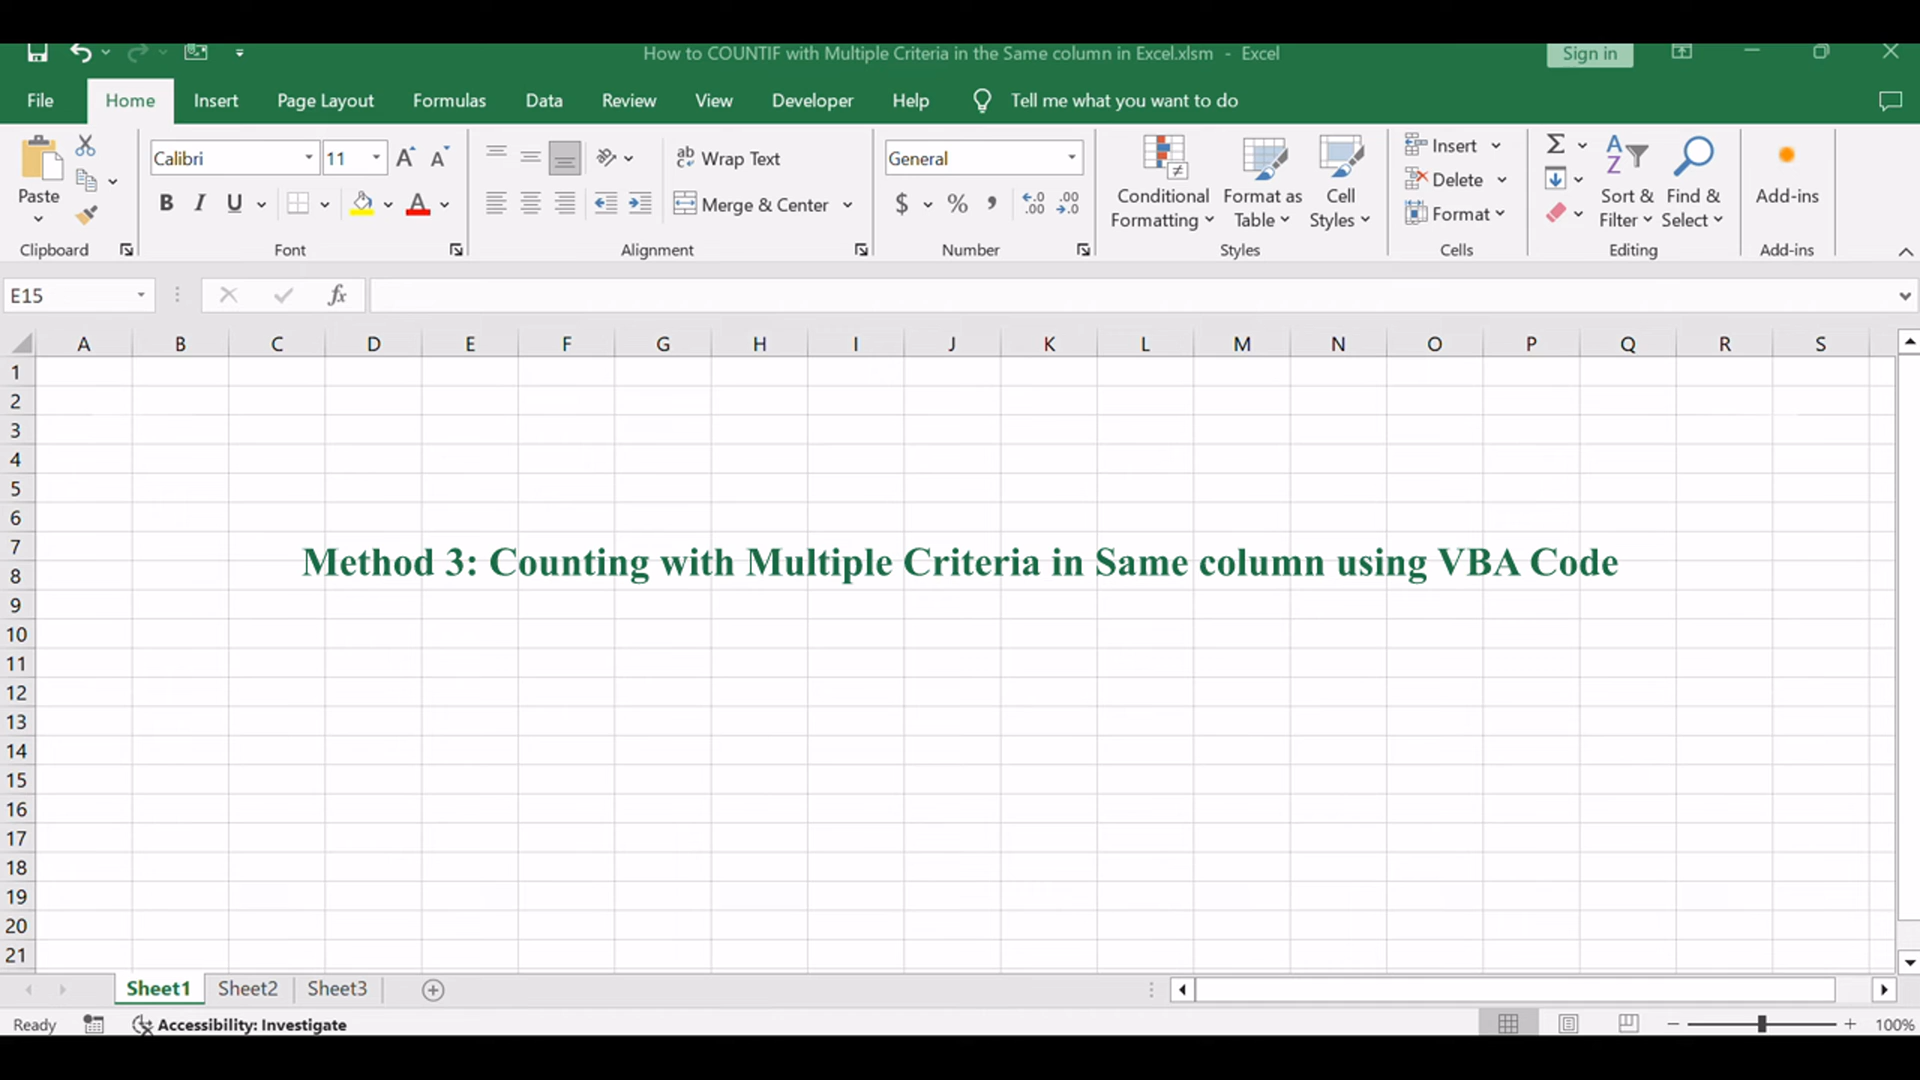 How to COUNTIF with Multiple Criteria in the Same column in Excel.xlsm - Excel Sign in
File Home Insert Page Layout Formulas Data Review View Developer Help Tell me what you want to do
Paste
Clipboard
Calibri 11
B I U
Font
ab c Wrap Text
Merge & Center
Alignment
General
$ % ,
Number
Conditional Formatting
Format as Table
Cell Styles
Styles
Insert
Delete
Format
Cells
Sort & Filter
Find & Select
Editing
Add-ins
Add-ins
E15 fx
A B C D E F G H I J K L M N O P Q R S
1
2
3
4
5
6
7
Method 3: Counting with Multiple Criteria in Same column using VBA Code
8
9
10
11
12
13
14
15
16
17
18
19
20
21
Sheet1 Sheet2 Sheet3
Ready Accessibility: Investigate 100%